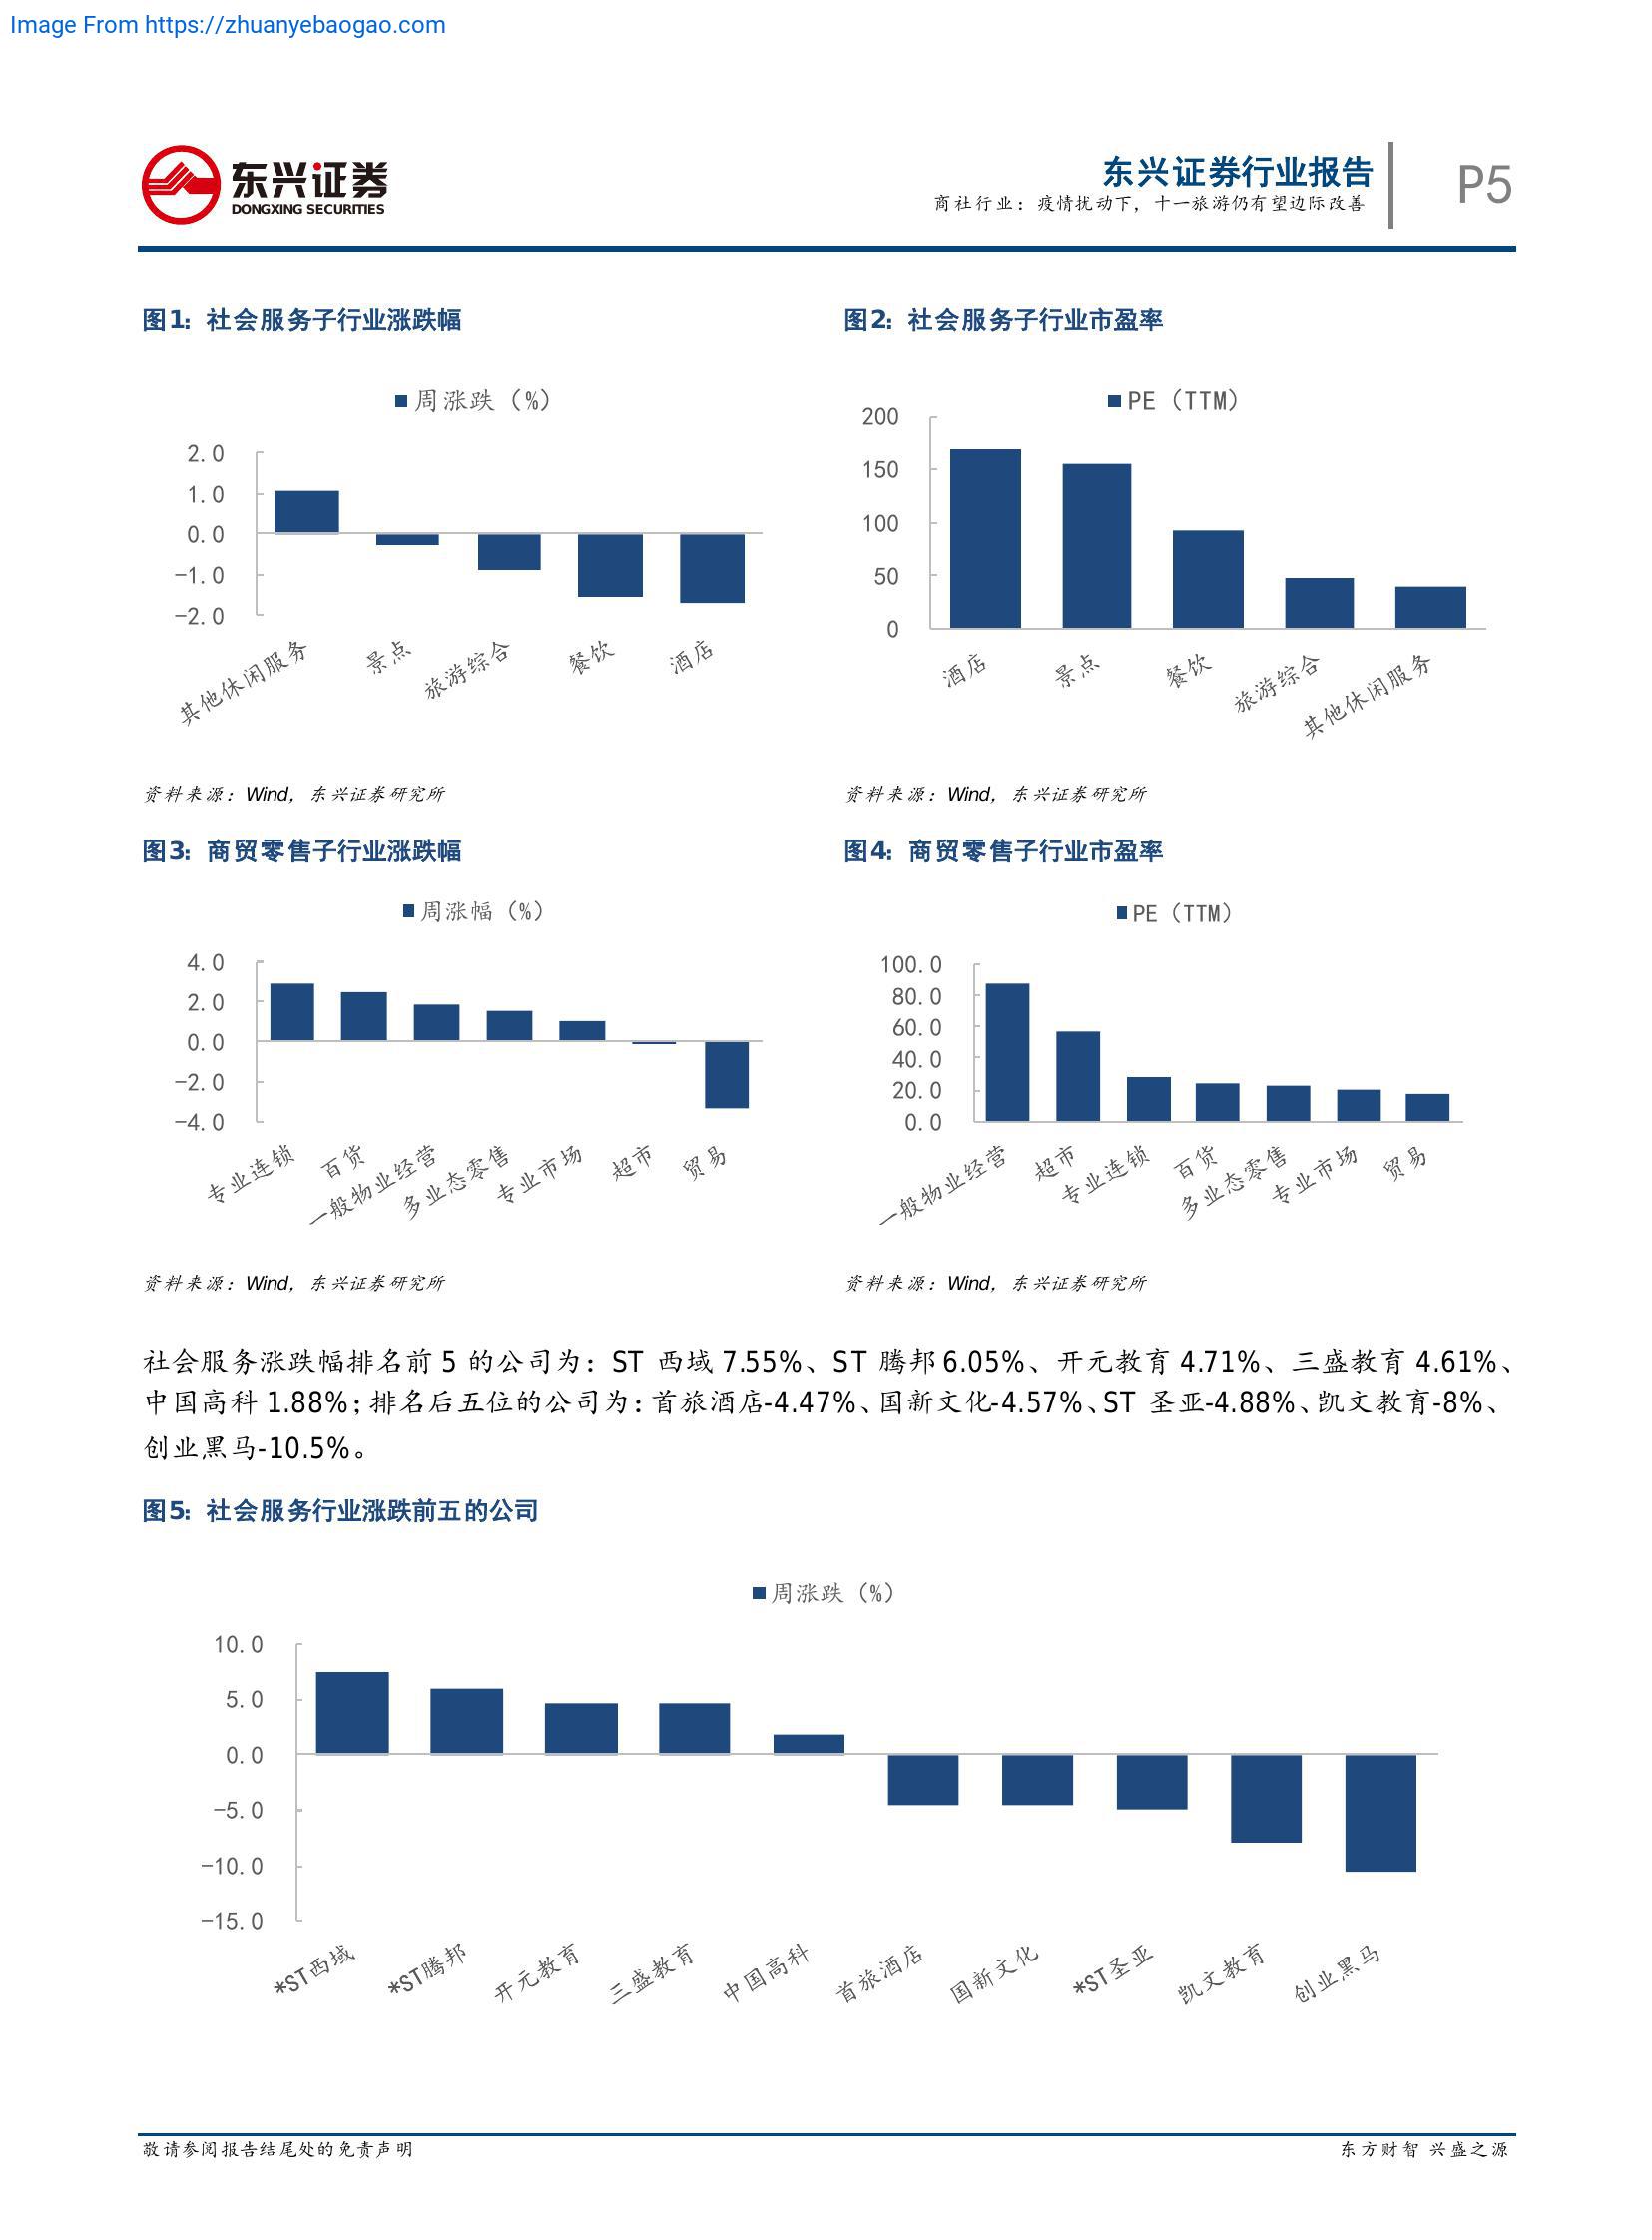 Image From https://zhuanyebaogao.com
东兴证券
DONGXING SECURITIES
东兴证券行业报告
商社行业：疫情扰动下，十一旅游仍有望边际改善
P5
图1：社会服务子行业涨跌幅
周涨跌（%）
2.0
1.0
0.0
-1.0
-2.0
其他休闲服务
景点
旅游综合
餐饮
酒店
资料来源：Wind，东兴证券研究所
图2：社会服务子行业市盈率
PE（TTM）
200
150
100
50
0
酒店
景点
餐饮
旅游综合
其他休闲服务
资料来源：Wind，东兴证券研究所
图3：商贸零售子行业涨跌幅
周涨幅（%）
4.0
2.0
0.0
-2.0
-4.0
专业连锁
百货
一般物业经营
多业态零售
专业市场
超市
贸易
资料来源：Wind，东兴证券研究所
图4：商贸零售子行业市盈率
PE（TTM）
100.0
80.0
60.0
40.0
20.0
0.0
一般物业经营
超市
专业连锁
百货
多业态零售
专业市场
贸易
资料来源：Wind，东兴证券研究所
社会服务涨跌幅排名前 5 的公司为：ST 西域 7.55%、ST 腾邦 6.05%、开元教育 4.71%、三盛教育 4.61%、
中国高科 1.88%；排名后五位的公司为：首旅酒店-4.47%、国新文化-4.57%、ST 圣亚-4.88%、凯文教育-8%、
创业黑马-10.5%。
图5：社会服务行业涨跌前五的公司
周涨跌（%）
10.0
5.0
0.0
-5.0
-10.0
-15.0
*ST西域
*ST腾邦
开元教育
三盛教育
中国高科
首旅酒店
国新文化
*ST圣亚
凯文教育
创业黑马
敬请参阅报告结尾处的免责声明
东方财智 兴盛之源